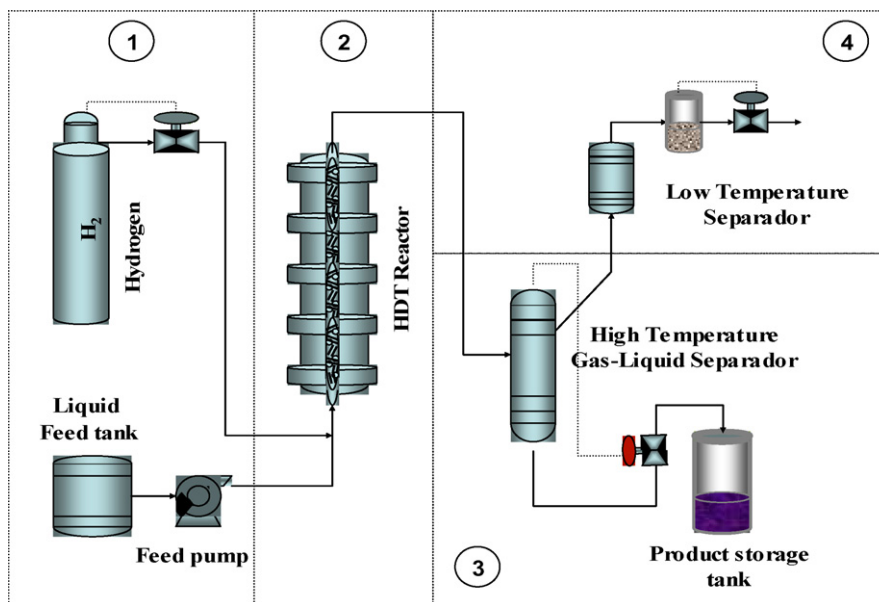 1
2
4
H₂
Hydrogen
HDT Reactor
Low Temperature
Separador
High Temperature
Gas-Liquid Separador
Liquid
Feed tank
Feed pump
Product storage
tank
3